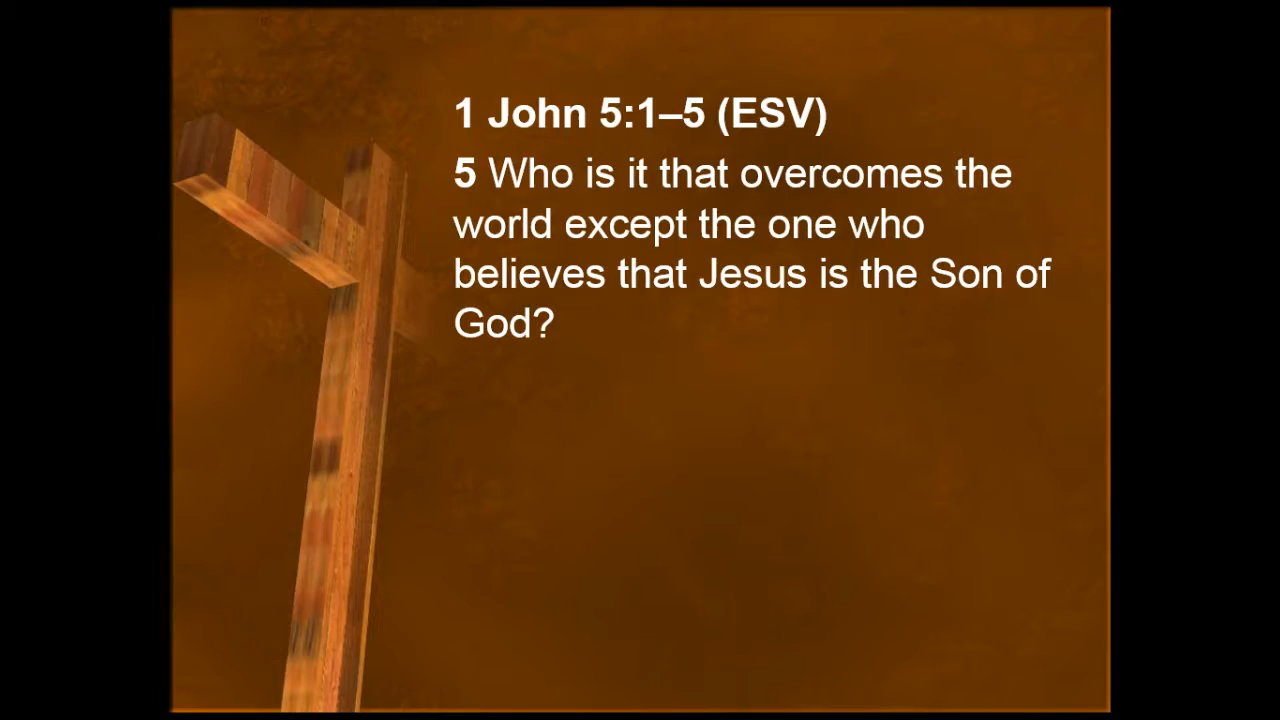 1 John 5:1–5 (ESV)
5 Who is it that overcomes the
world except the one who
believes that Jesus is the Son of
God?